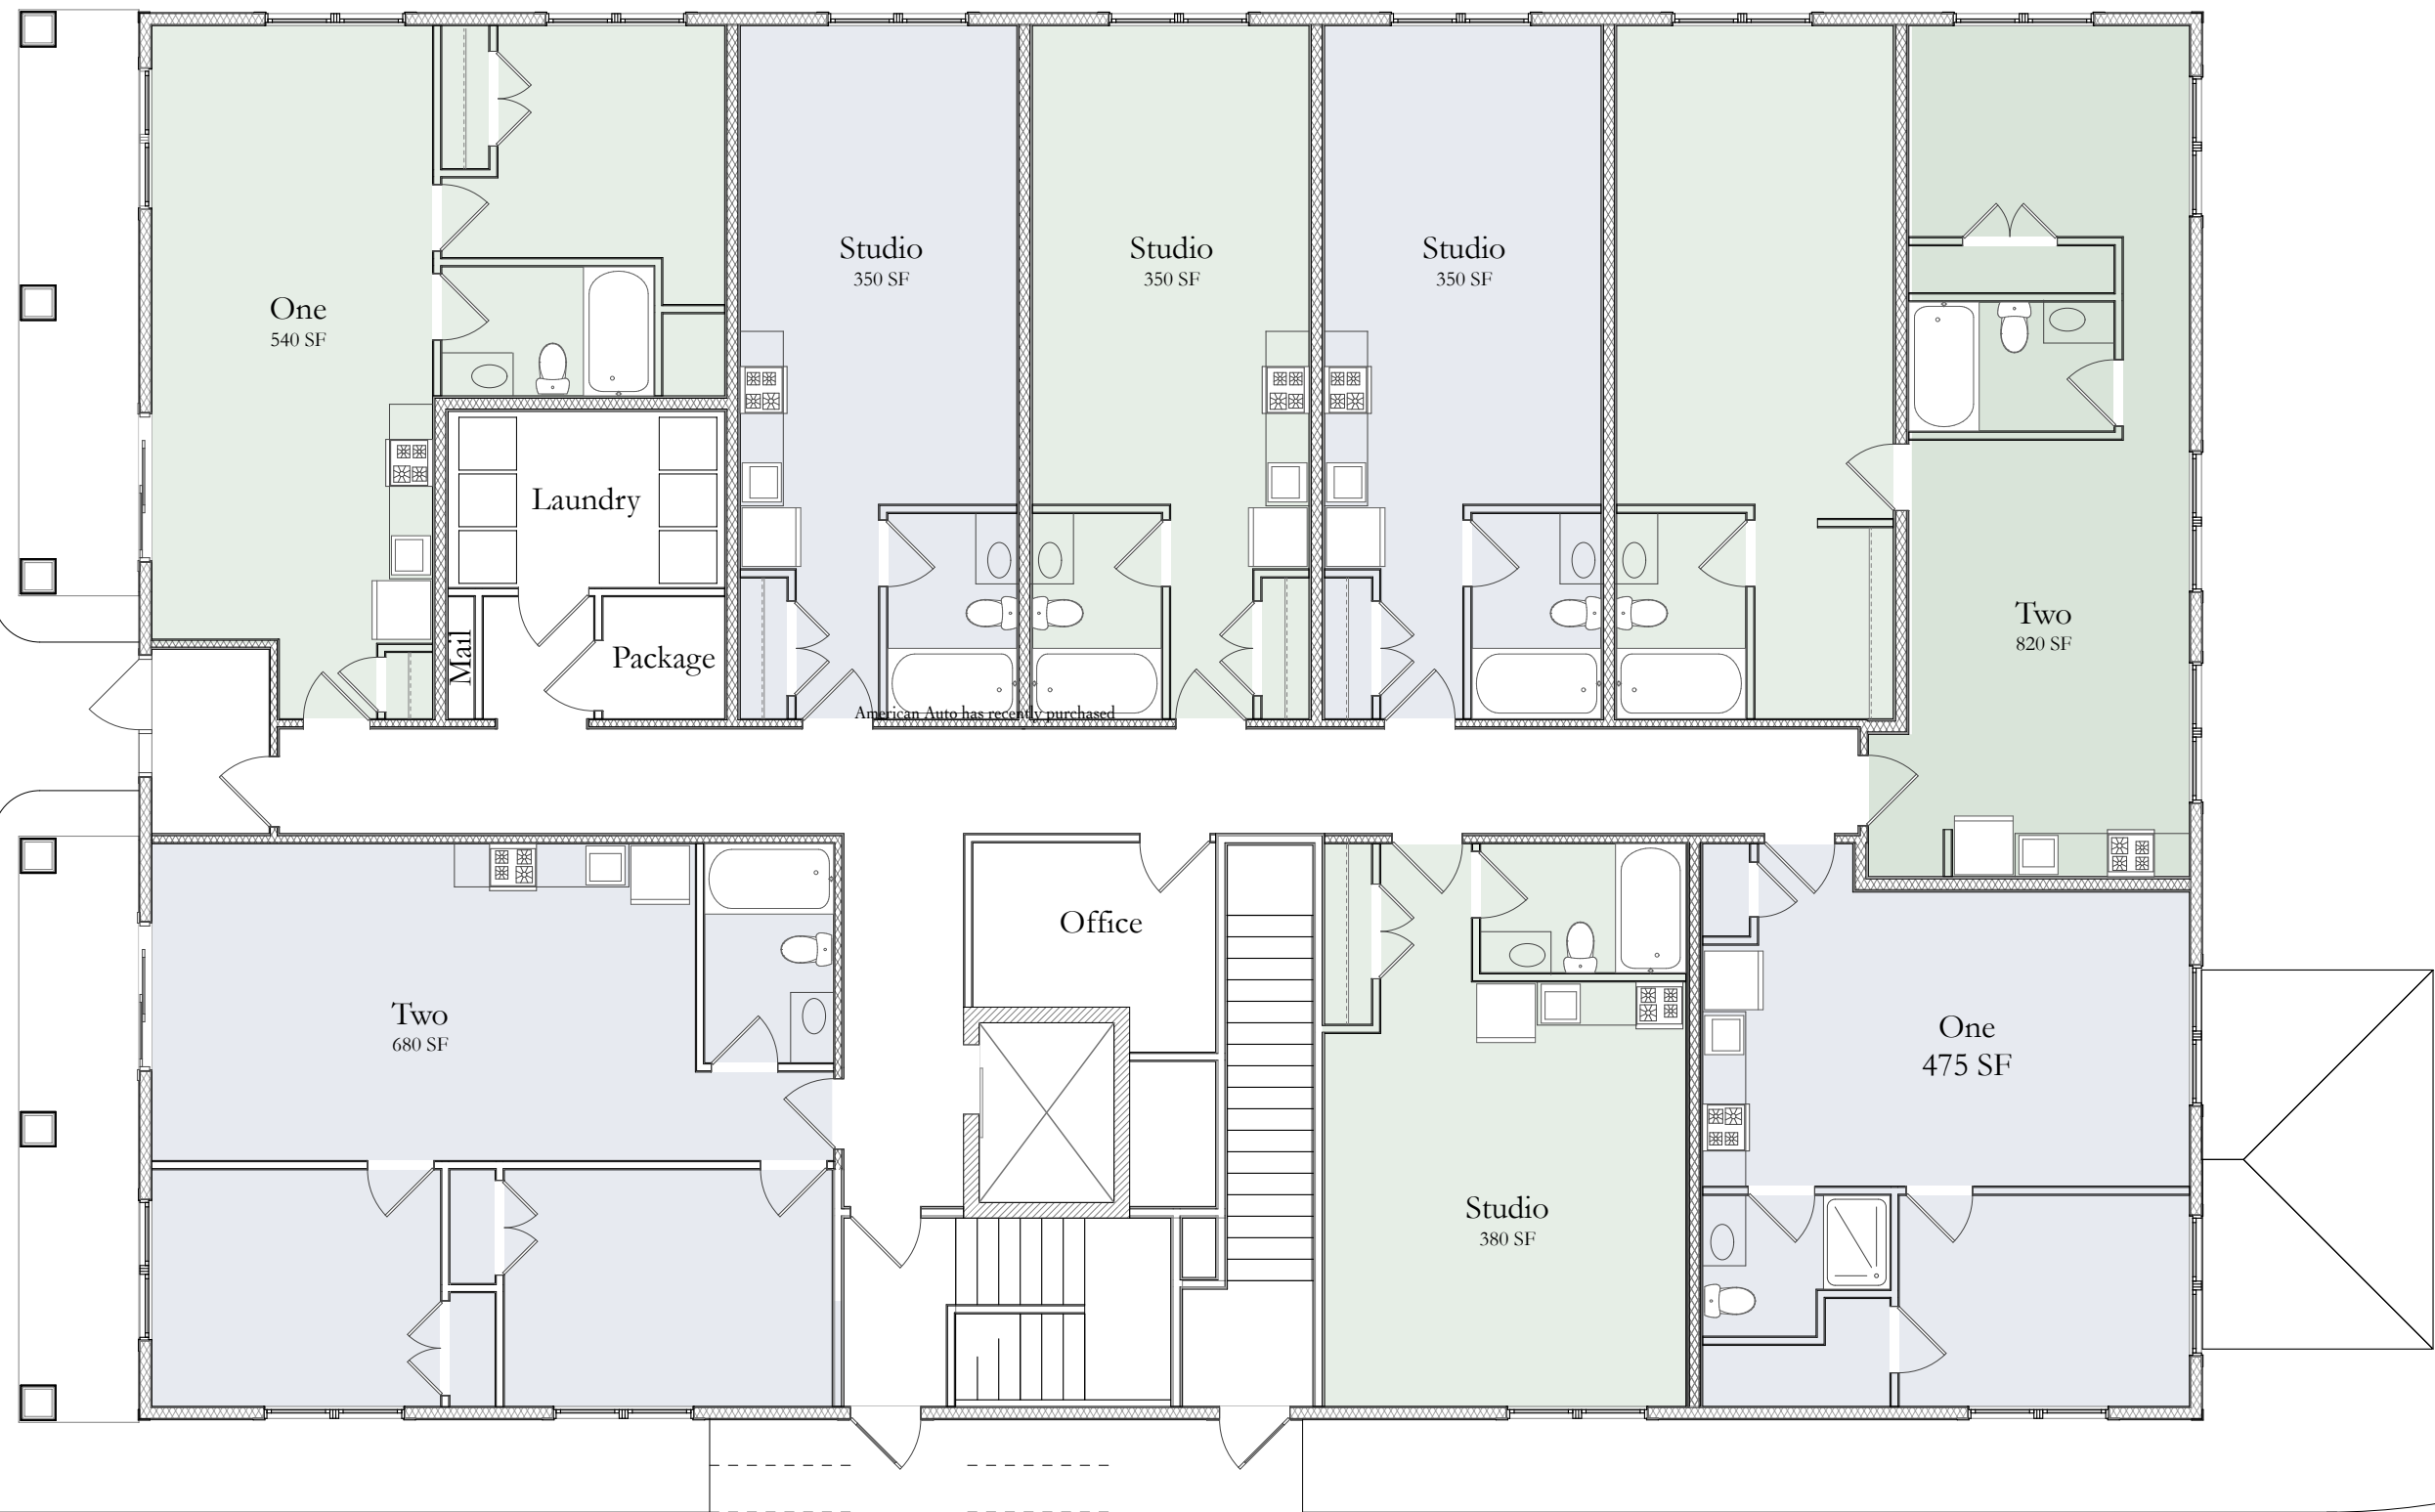 Studio
350 SF
Studio
350 SF
Studio
350 SF
One
540 SF
Laundry
Two
820 SF
Mail
Package
American Auto has recently purchased
Office
Two
680 SF
One
475 SF
Studio
380 SF